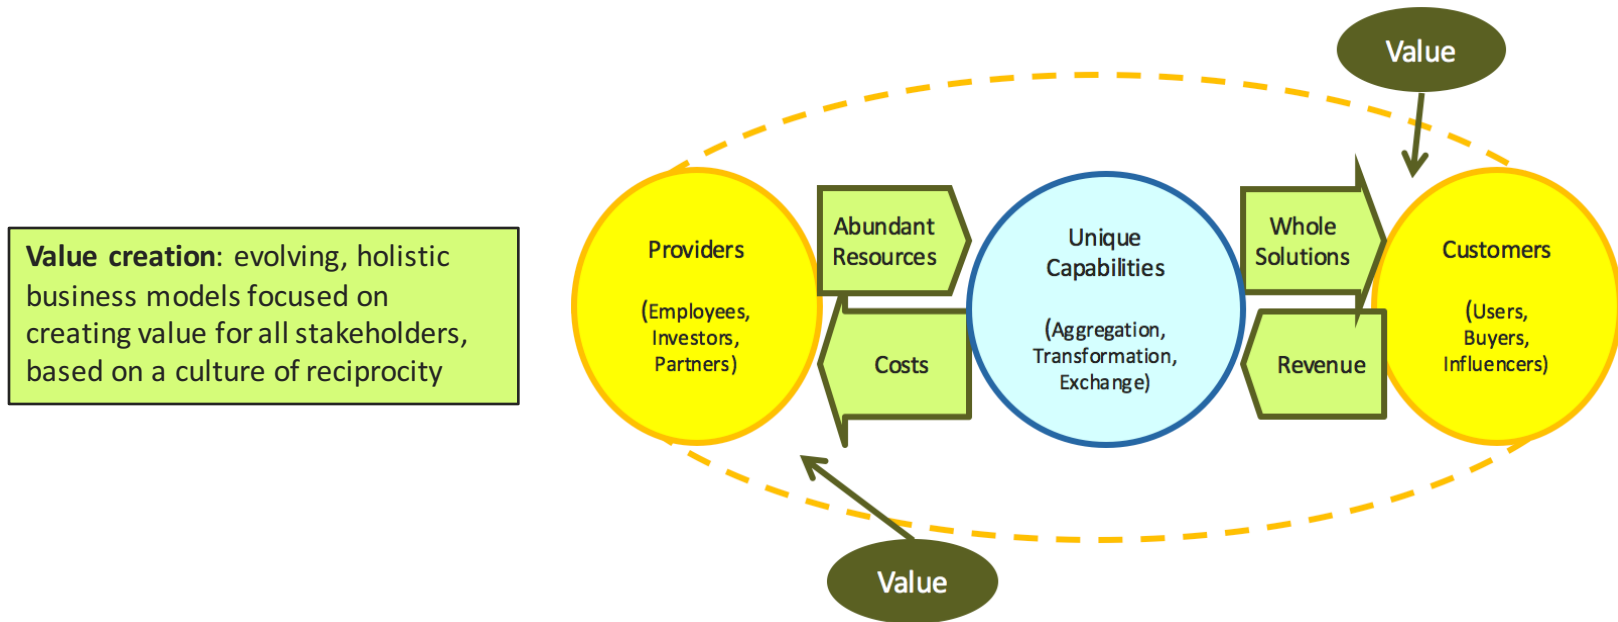 Value
Value creation: evolving, holistic
business models focused on
creating value for all stakeholders,
based on a culture of reciprocity
Providers
(Employees,
Investors,
Partners)
Abundant
Resources
Costs
Unique
Capabilities
(Aggregation,
Transformation,
Exchange)
Whole
Solutions
Revenue
Customers
(Users,
Buyers,
Influencers)
Value